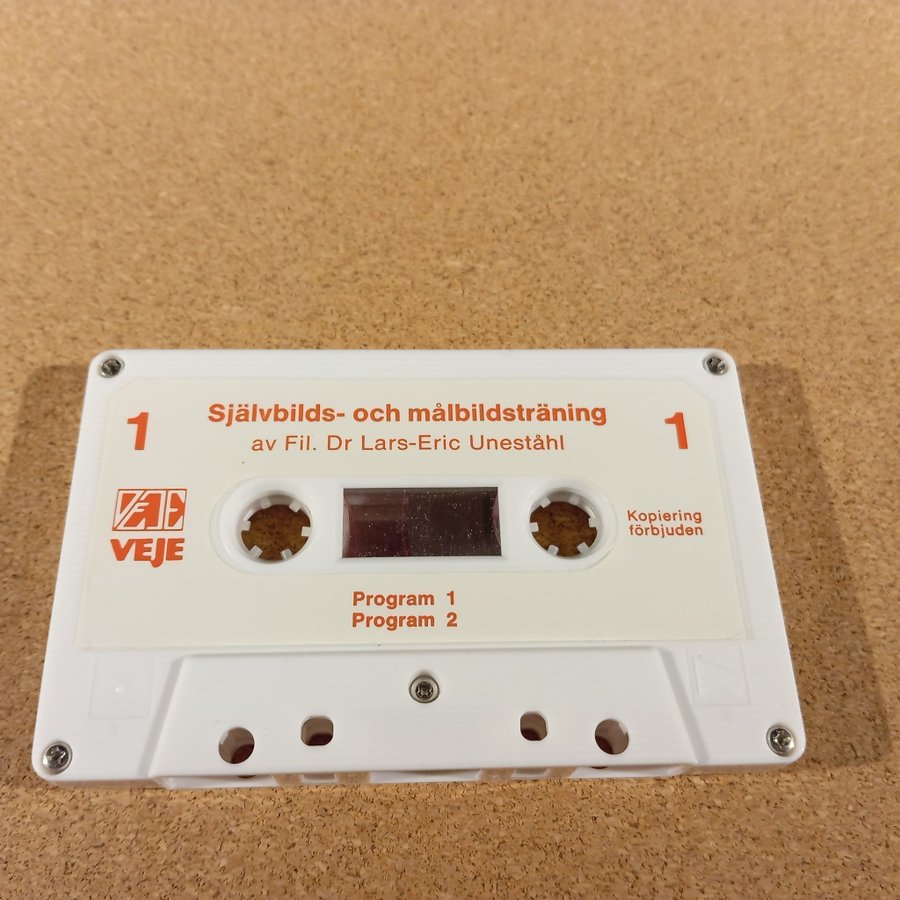 1
Självbilds- och målbildsträning
1
av Fil. Dr Lars-Eric Uneståhl
VEJE
Kopiering
förbjuden
Program 1
Program 2